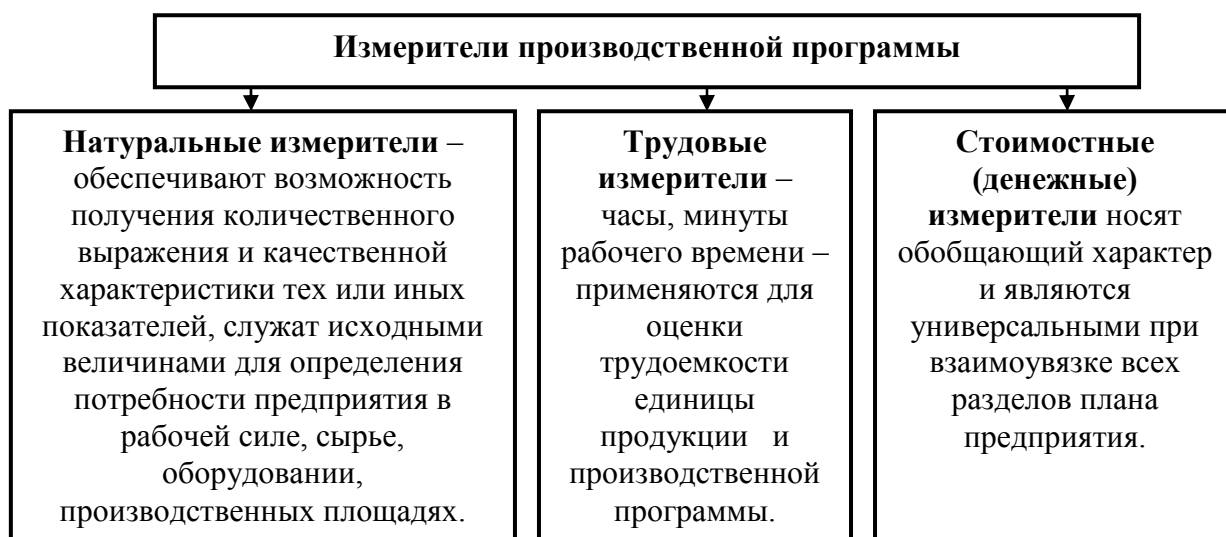 Измерители производственной программы
Натуральные измерители –
обеспечивают возможность
получения количественного
выражения и качественной
характеристики тех или иных
показателей, служат исходными
величинами для определения
потребности предприятия в
рабочей силе, сырье,
оборудовании,
производственных площадях.
Трудовые
измерители –
часы, минуты
рабочего времени –
применяются для
оценки
трудоемкости
единицы
продукции и
производственной
программы.
Стоимостные
(денежные)
измерители носят
обобщающий характер
и являются
универсальными при
взаимоувязке всех
разделов плана
предприятия.